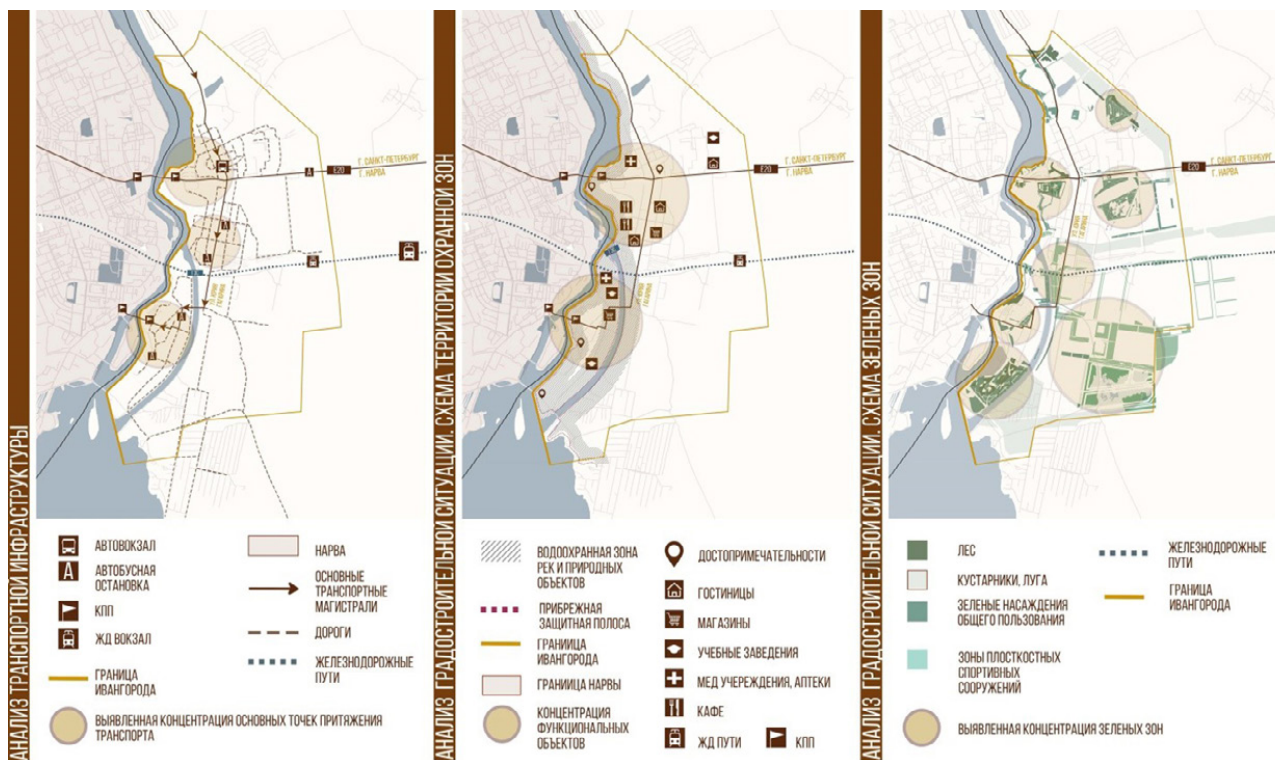 АНАЛИЗ ТРАНСПОРТНОЙ ИНФРАСТРУКТУРЫ
Г. САНКТ-ПЕТЕРБУРГ
E20
Г. НАРВА
А
А
А
А
А
АВТОВОКЗАЛ
А
АВТОБУСНАЯ
ОСТАНОВКА
КПП
ЖД ВОКЗАЛ
ГРАНИЦА
ИВАНГОРОДА
НАРВА
ОСНОВНЫЕ
ТРАНСПОРТНЫЕ
МАГИСТРАЛИ
ДОРОГИ
ЖЕЛЕЗНОДОРОЖНЫЕ
ПУТИ
ВЫЯВЛЕННАЯ КОНЦЕНТРАЦИЯ ОСНОВНЫХ ТОЧЕК ПРИТЯЖЕНИЯ
ТРАНСПОРТА
АНАЛИЗ ГРАДОСТРОИТЕЛЬНОЙ СИТУАЦИИ. СХЕМА ТЕРРИТОРИИ ОХРАННОЙ ЗОН
Г. САНКТ-ПЕТЕРБУРГ
E20
Г. НАРВА
ВОДООХРАННАЯ ЗОНА
РЕК И ПРИРОДНЫХ
ОБЪЕКТОВ
ПРИБРЕЖНАЯ
ЗАЩИТНАЯ ПОЛОСА
ГРАНИИЦА
ИВАНГОРОДА
ГРАНИИЦА НАРВЫ
КОНЦЕНТРАЦИЯ
ФУНКЦИОНАЛЬНЫХ
ОБЪЕКТОВ
ДОСТОПРИМЕЧАТЕЛЬНОСТИ
ГОСТИНИЦЫ
МАГАЗИНЫ
УЧЕБНЫЕ ЗАВЕДЕНИЯ
МЕД УЧЕРЕЖДЕНИЯ, АПТЕКИ
КАФЕ
ЖД ПУТИ
КПП
АНАЛИЗ ГРАДОСТРОИТЕЛЬНОЙ СИТУАЦИИ. СХЕМА ЗЕЛЕНЫХ ЗОН
Г. САНКТ-ПЕТЕРБУРГ
E20
Г. НАРВА
ЛЕС
КУСТАРНИКИ, ЛУГА
ЗЕЛЕНЫЕ НАСАЖДЕНИЯ
ОБЩЕГО ПОЛЬЗОВАНИЯ
ЗОНЫ ПЛОСТКОСТНЫХ
СПОРТИВНЫХ
СООРУЖЕНИЙ
ЖЕЛЕЗНОДОРОЖНЫЕ
ПУТИ
ГРАНИЦА
ИВАНГОРОДА
ВЫЯВЛЕННАЯ КОНЦЕНТРАЦИЯ ЗЕЛЕНЫХ ЗОН